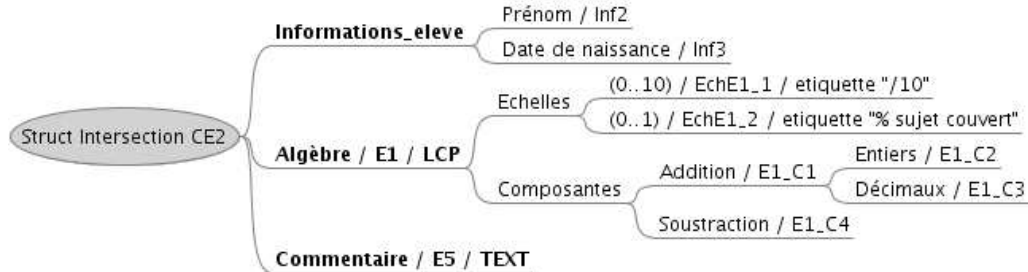 Struct Intersection CE2
Informations_eleve
Prénom / Inf2
Date de naissance / Inf3
Algèbre / E1 / LCP
Echelles
(0..10) / EchE1_1 / etiquette "/10"
(0..1) / EchE1_2 / etiquette "% sujet couvert"
Composantes
Addition / E1_C1
Entiers / E1_C2
Décimaux / E1_C3
Soustraction / E1_C4
Commentaire / E5 / TEXT